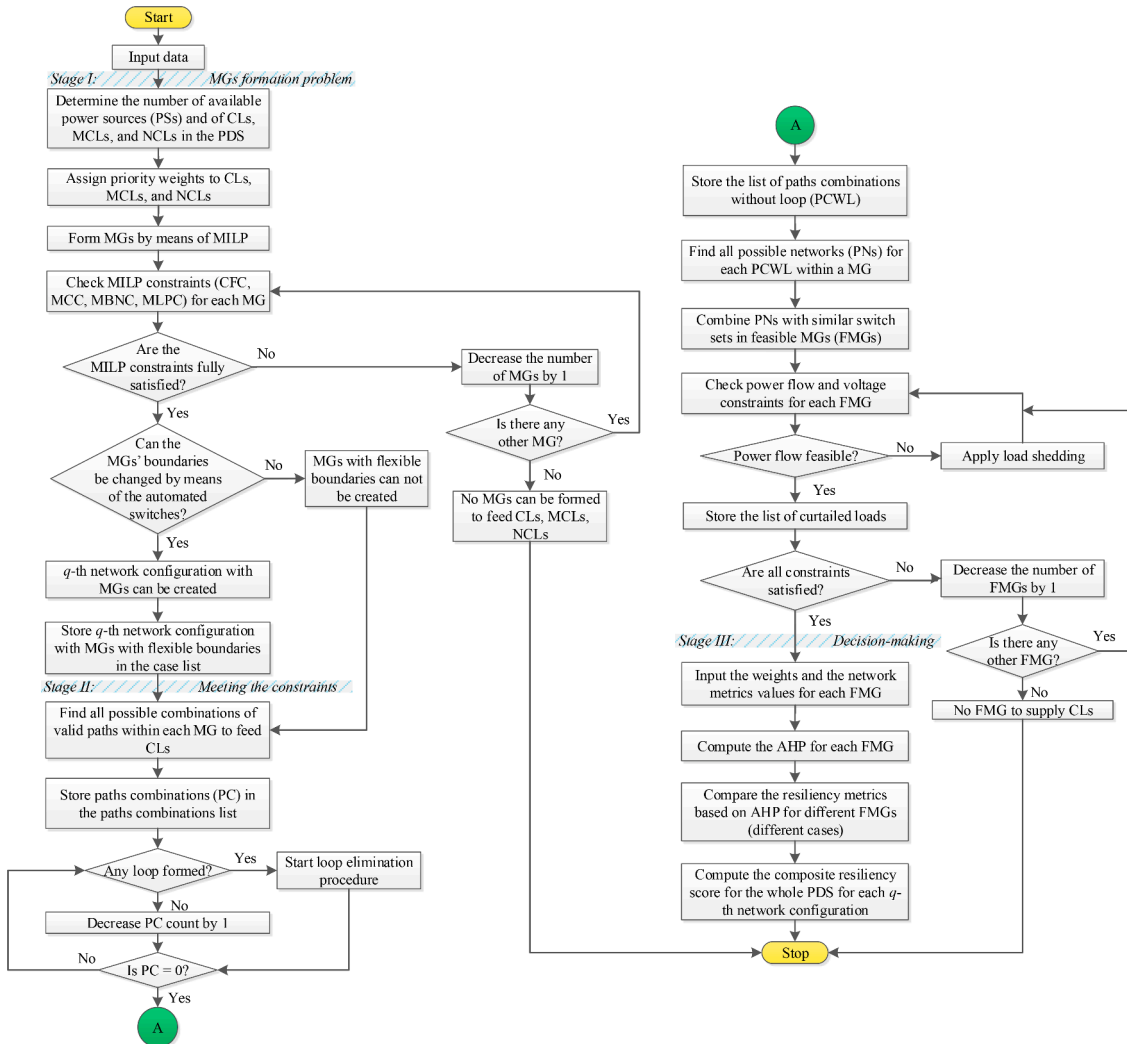 Start
Input data
Stage I: MGs formation problem
Determine the number of available
power sources (PSs) and of CLs,
MCLs, and NCLs in the PDS
Assign priority weights to CLs,
MCLs, and NCLs
Form MGs by means of MILP
Check MILP constraints (CFC,
MCC, MBNC, MLPC) for each MG
Are the
MILP constraints fully
satisfied?
No
Yes
Decrease the number
of MGs by 1
Is there any
other MG?
Yes
No
No MGs can be formed
to feed CLs, MCLs,
NCLs
Can the
MGs' boundaries
be changed by means
of the automated
switches?
No
Yes
MGs with flexible
boundaries can not
be created
q-th network configuration with
MGs can be created
Store q-th network configuration
with MGs with flexible boundaries
in the case list
Stage II: Meeting the constraints
Find all possible combinations of
valid paths within each MG to feed
CLs
Store paths combinations (PC) in
the paths combinations list
Any loop formed?
Yes
Start loop elimination
procedure
No
Decrease PC count by 1
Is PC = 0?
No
Yes
A
A
Store the list of paths combinations
without loop (PCWL)
Find all possible networks (PNs) for
each PCWL within a MG
Combine PNs with similar switch
sets in feasible MGs (FMGs)
Check power flow and voltage
constraints for each FMG
Power flow feasible?
No
Apply load shedding
Yes
Store the list of curtailed loads
Are all constraints
satisfied?
No
Decrease the number of
FMGs by 1
Is there any
other FMG?
Yes
No
No FMG to supply CLs
Yes
Stage III: Decision-making
Input the weights and the network
metrics values for each FMG
Compute the AHP for each FMG
Compare the resiliency metrics
based on AHP for different FMGs
(different cases)
Compute the composite resiliency
score for the whole PDS for each q-
th network configuration
Stop